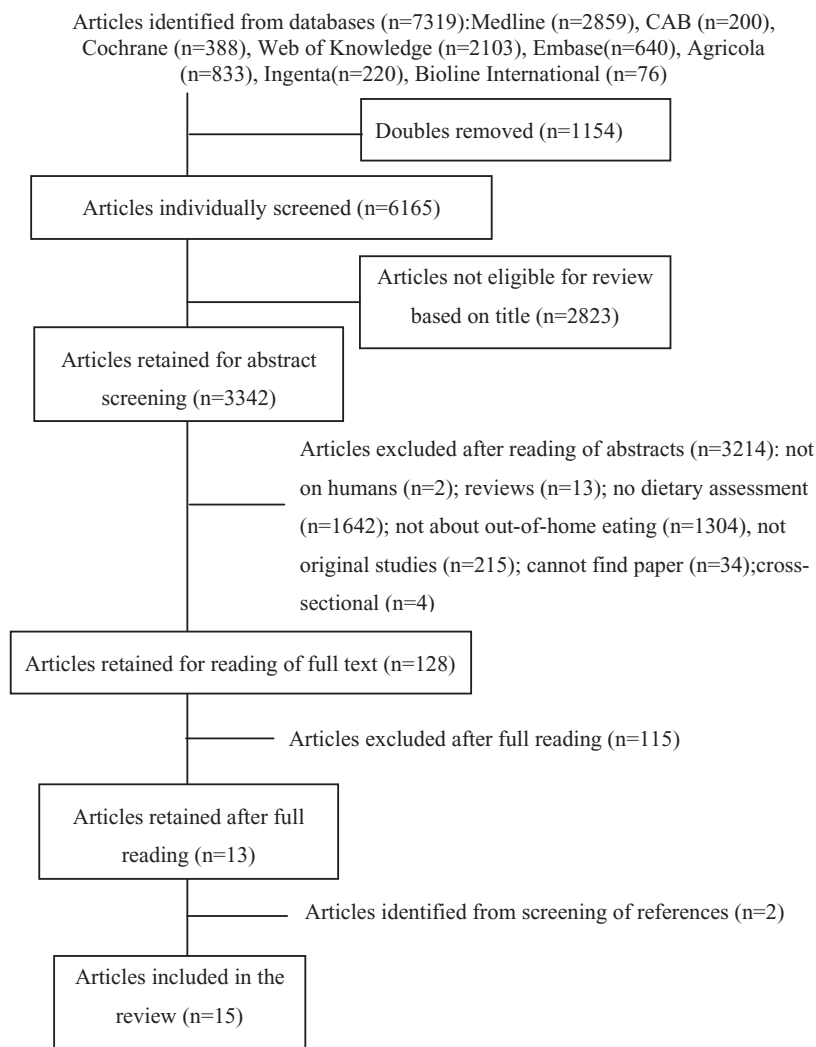 Articles identified from databases (n=7319):Medline (n=2859), CAB (n=200),
Cochrane (n=388), Web of Knowledge (n=2103), Embase(n=640), Agricola
(n=833), Ingenta(n=220), Bioline International (n=76)
Doubles removed (n=1154)
Articles individually screened (n=6165)
Articles not eligible for review
based on title (n=2823)
Articles retained for abstract
screening (n=3342)
Articles excluded after reading of abstracts (n=3214): not
on humans (n=2); reviews (n=13); no dietary assessment
(n=1642); not about out-of-home eating (n=1304), not
original studies (n=215); cannot find paper (n=34);cross-
sectional (n=4)
Articles retained for reading of full text (n=128)
Articles excluded after full reading (n=115)
Articles retained after full
reading (n=13)
Articles identified from screening of references (n=2)
Articles included in the
review (n=15)